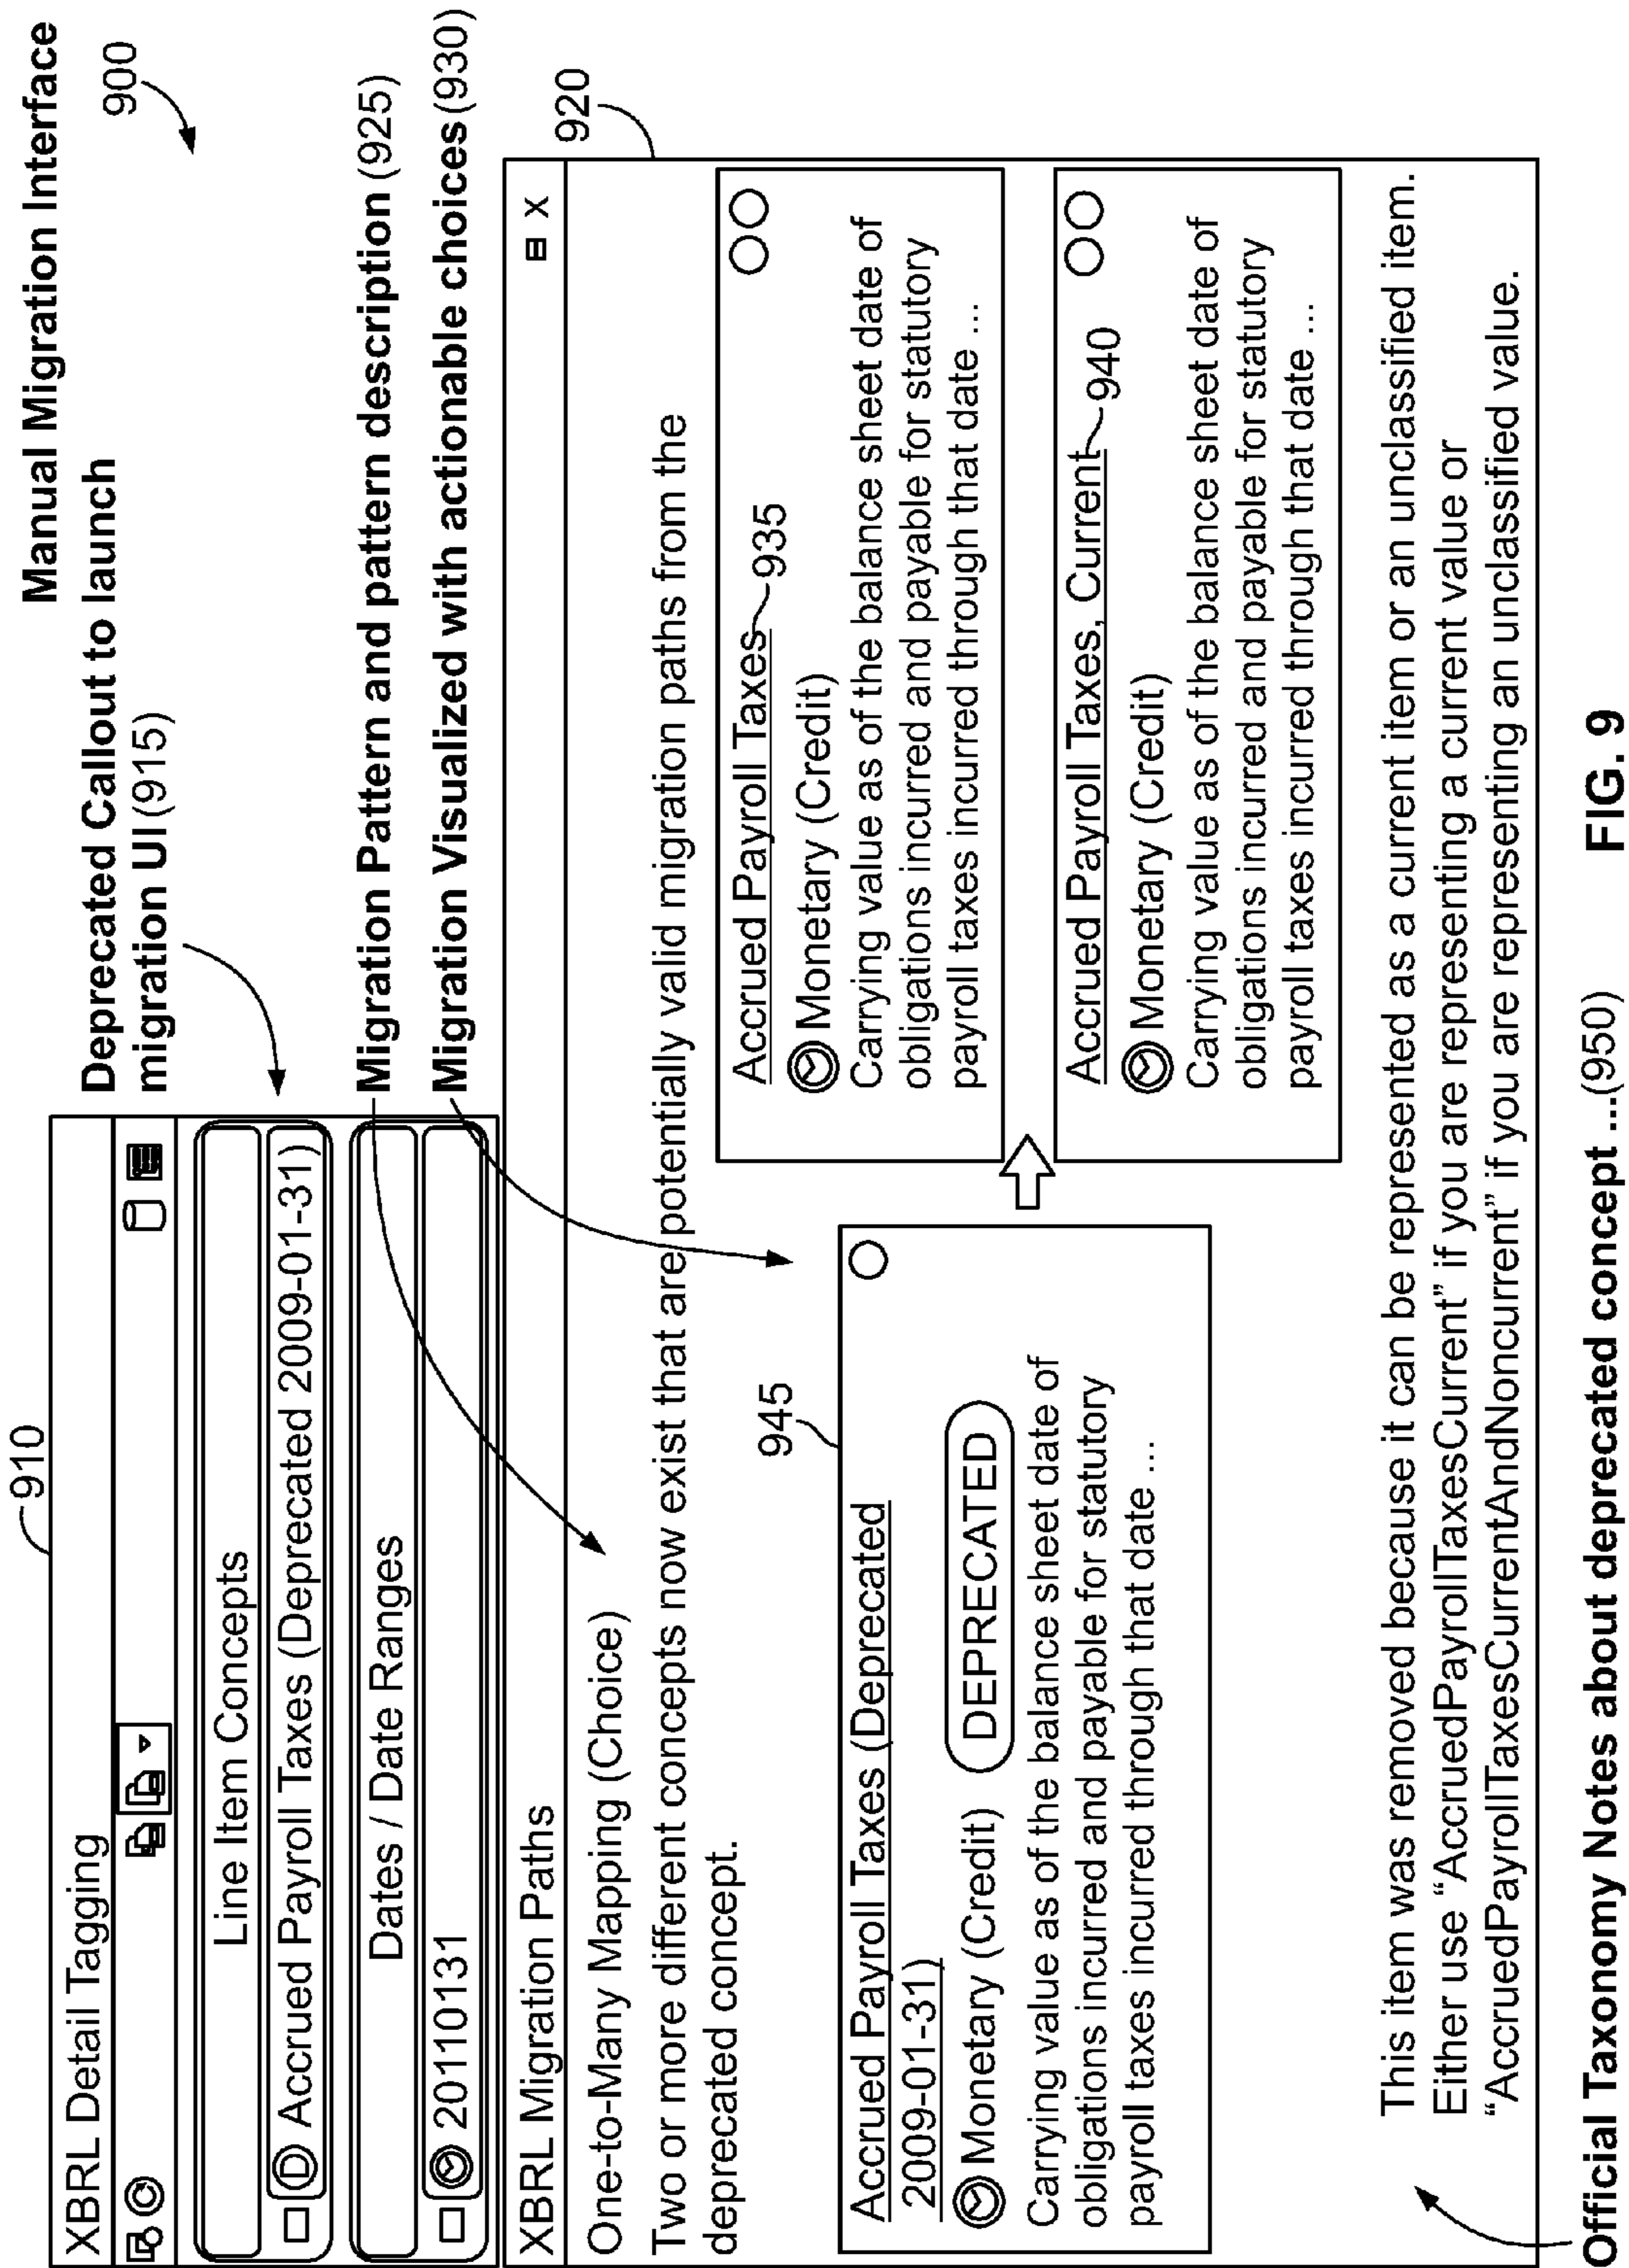 Manual Migration Interface
900
910
Deprecated Callout to launch
migration UI (915)
XBRL Detail Tagging
Line Item Concepts
D Accrued Payroll Taxes (Deprecated 2009-01-31)
Dates / Date Ranges
20110131
Migration Pattern and pattern description (925)
Migration Visualized with actionable choices (930)
920
XBRL Migration Paths
X
One-to-Many Mapping (Choice)
Two or more different concepts now exist that are potentially valid migration paths from the
deprecated concept.
945
Accrued Payroll Taxes (Deprecated
2009-01-31)
Monetary (Credit)
DEPRECATED
Carrying value as of the balance sheet date of
obligations incurred and payable for statutory
payroll taxes incurred through that date ...
Accrued Payroll Taxes 935
Monetary (Credit)
Carrying value as of the balance sheet date of
obligations incurred and payable for statutory
payroll taxes incurred through that date ...
Accrued Payroll Taxes, Current 940
Monetary (Credit)
Carrying value as of the balance sheet date of
obligations incurred and payable for statutory
payroll taxes incurred through that date ...
This item was removed because it can be represented as a current item or an unclassified item.
Either use “AccruedPayrollTaxesCurrent” if you are representing a current value or
“AccruedPayrollTaxesCurrentAndNoncurrent” if you are representing an unclassified value.
Official Taxonomy Notes about deprecated concept ...(950)
FIG. 9